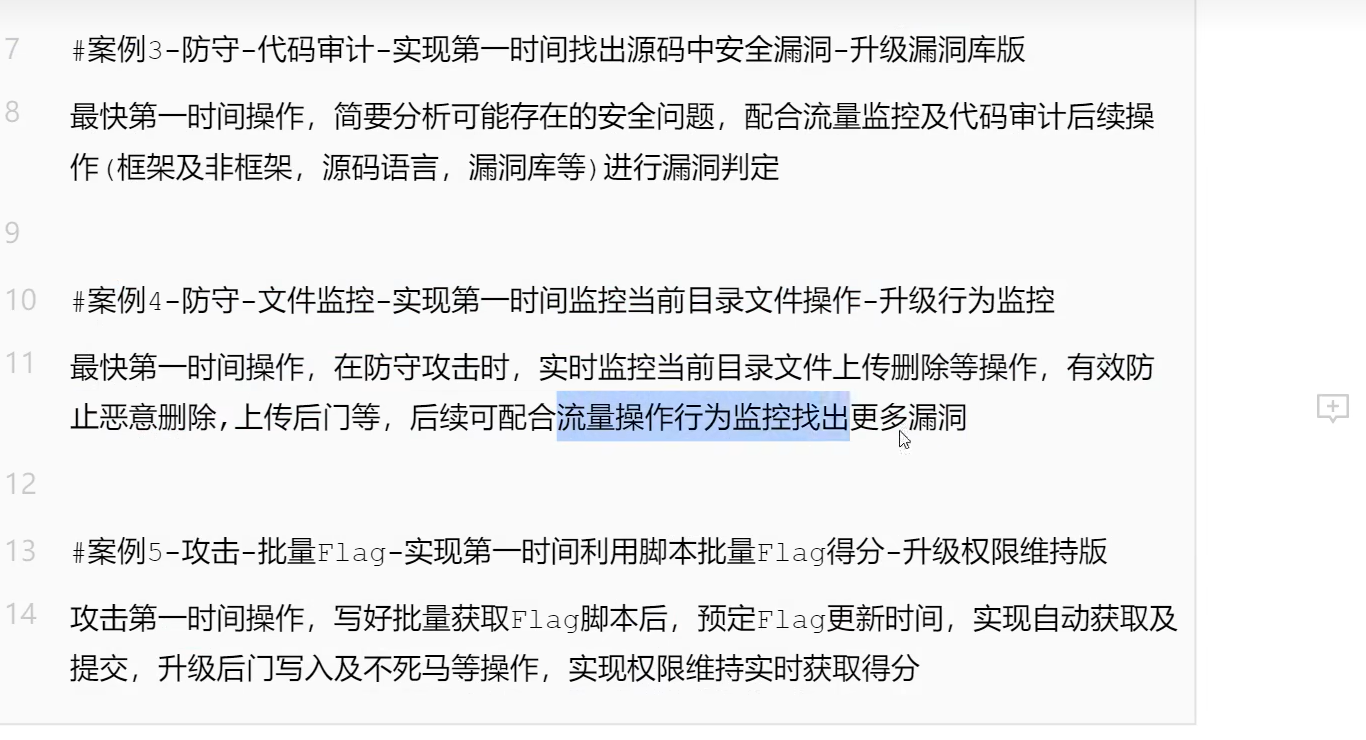 7 #案例3-防守-代码审计-实现第一时间找出源码中安全漏洞-升级漏洞库版
8 最快第一时间操作，简要分析可能存在的安全问题，配合流量监控及代码审计后续操
作(框架及非框架，源码语言，漏洞库等)进行漏洞判定
9
10 #案例4-防守-文件监控-实现第一时间监控当前目录文件操作-升级行为监控
11 最快第一时间操作，在防守攻击时，实时监控当前目录文件上传删除等操作，有效防
止恶意删除,上传后门等，后续可配合流量操作行为监控找出更多漏洞
12
13 #案例5-攻击-批量Flag-实现第一时间利用脚本批量Flag得分-升级权限维持版
14 攻击第一时间操作，写好批量获取Flag脚本后，预定Flag更新时间，实现自动获取及
提交，升级后门写入及不死马等操作，实现权限维持实时获取得分